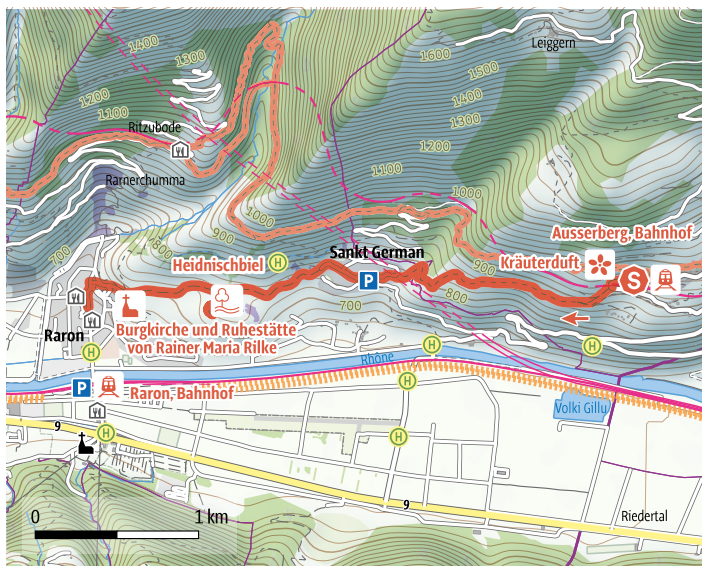 1400
1300
1600
Leiggern
1500
1400
1300
1200
1100
1200
1100
Ritzubode
Rarnerchumma
1000
1000
900
800
700
Ausserberg, Bahnhof
Kräuterduft
S
900
800
Sankt German
P
Heidnischbiel
H
700
Burgkirche und Ruhestätte
von Rainer Maria Rilke
Raron
H
H
H
Rhône
P
Raron, Bahnhof
H
Volki Gillu
9
H
H
9
Riedertal
0
1 km